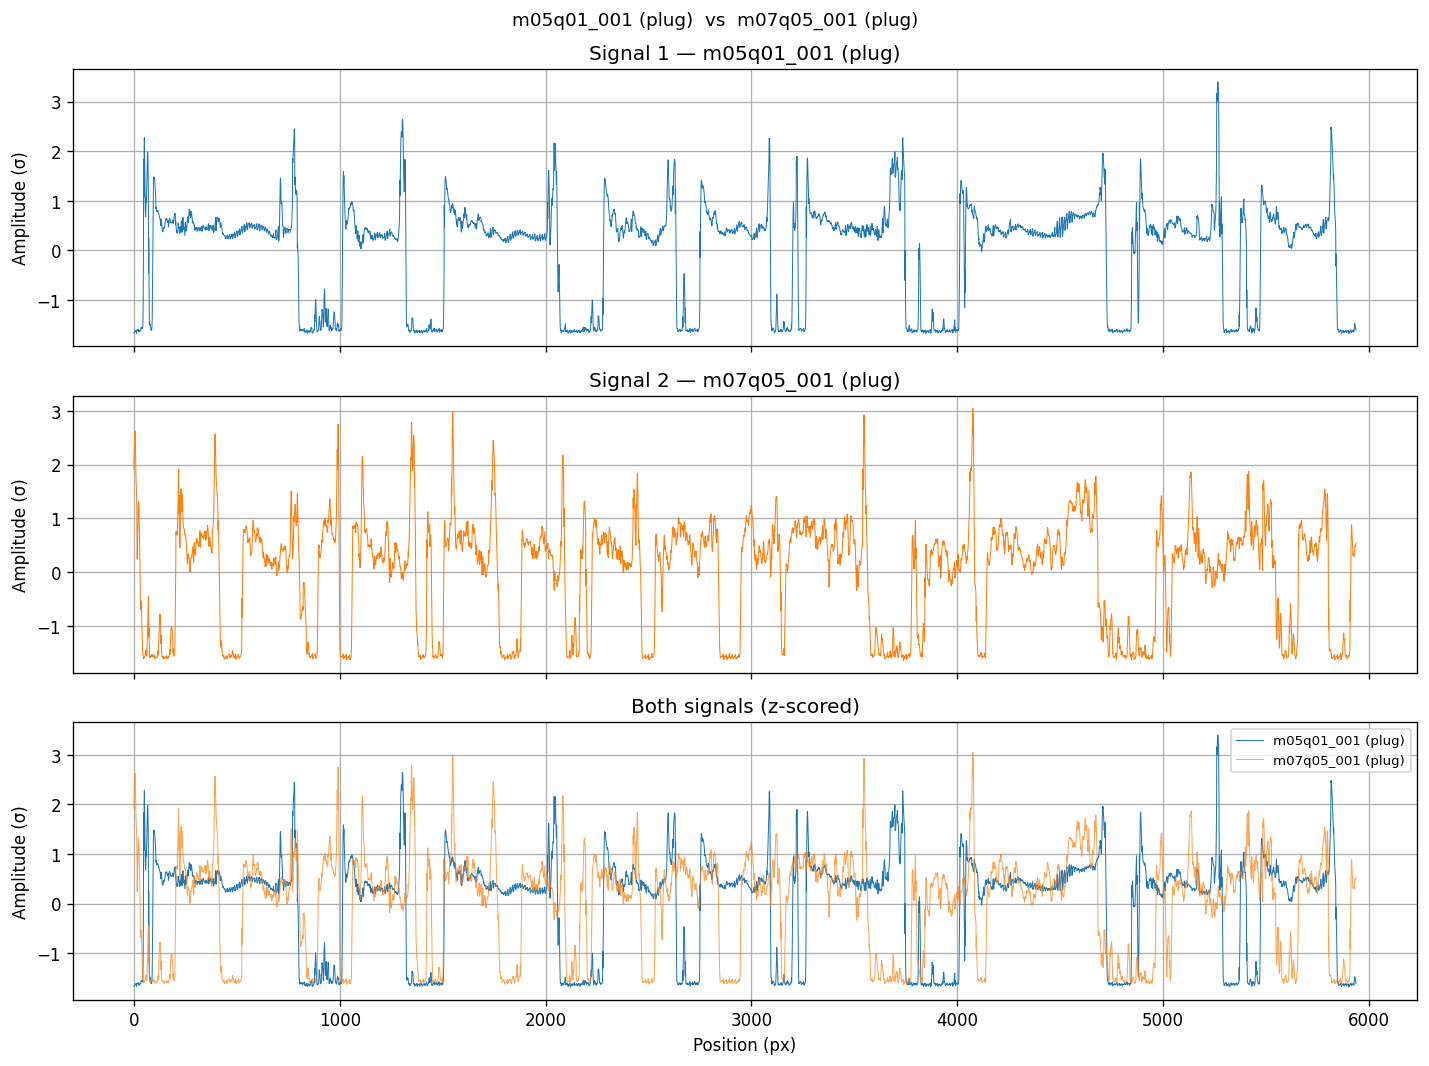 m05q01_001 (plug)  vs  m07q05_001 (plug)
Signal 1 — m05q01_001 (plug)
Amplitude (σ)
3
2
1
0
−1
Signal 2 — m07q05_001 (plug)
Amplitude (σ)
3
2
1
0
−1
Both signals (z-scored)
m05q01_001 (plug)
m07q05_001 (plug)
Amplitude (σ)
3
2
1
0
−1
0 1000 2000 3000 4000 5000 6000
Position (px)